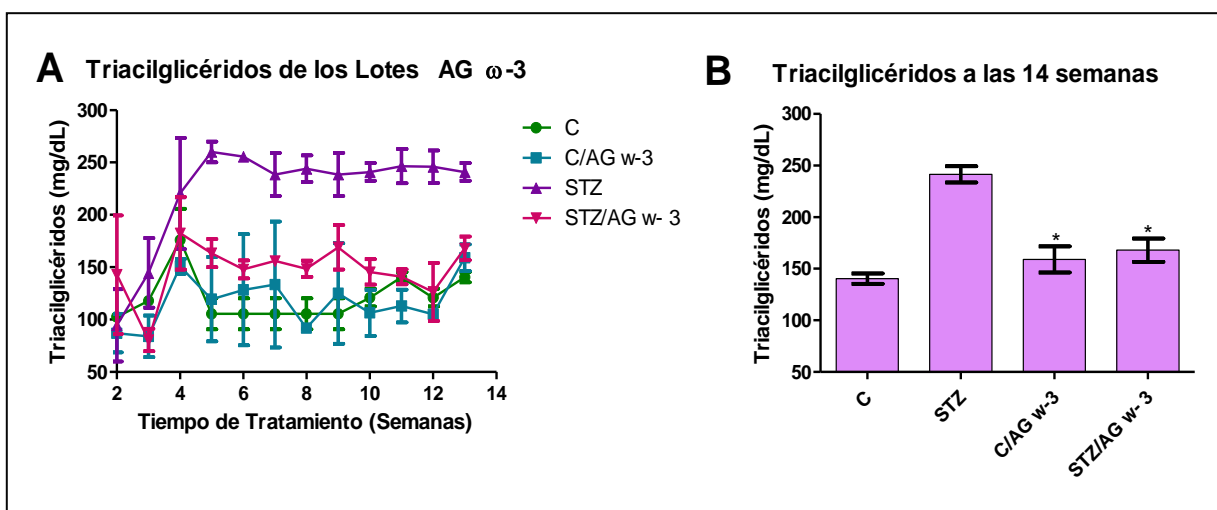 A Triacilglicéridos de los Lotes AG ω-3
Triacilglicéridos (mg/dL)
300
250
200
150
100
50
2 4 6 8 10 12 14
Tiempo de Tratamiento (Semanas)
C
C/AG w-3
STZ
STZ/AG w- 3
B Triacilglicéridos a las 14 semanas
Triacilglicéridos (mg/dL)
300
250
200
150
100
50
* *
C STZ C/AG w-3 STZ/AG w- 3